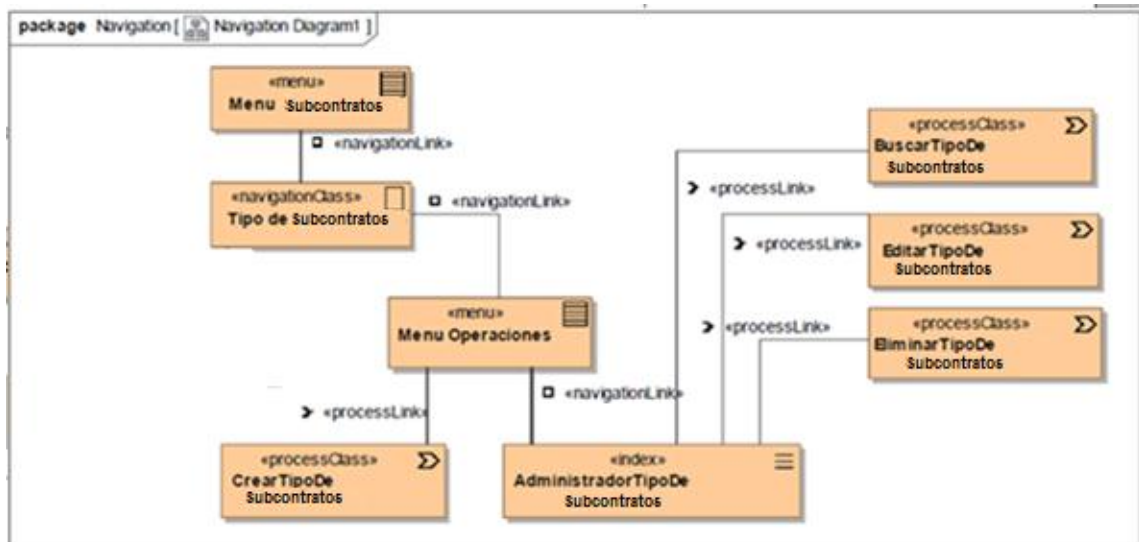 package Navigation [ Navigation Diagram1 ]
«menu»
Menu Subcontratos
«navigationLink»
«navigationClass»
Tipo de Subcontratos
«navigationLink»
«menu»
Menu Operaciones
«processLink»
«navigationLink»
«processClass»
CrearTipoDe
Subcontratos
«index»
AdministradorTipoDe
Subcontratos
«processLink»
«processClass»
BuscarTipoDe
Subcontratos
«processLink»
«processClass»
EditarTipoDe
Subcontratos
«processLink»
«processClass»
EliminarTipoDe
Subcontratos